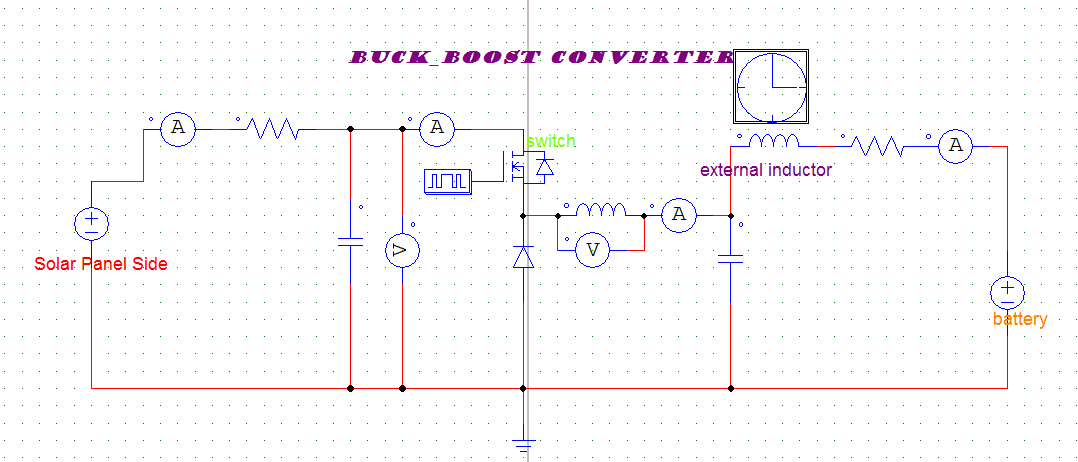 BUCK_BOOST CONVERTER
A
A
switch
A
external inductor
A
V
V
Solar Panel Side
battery